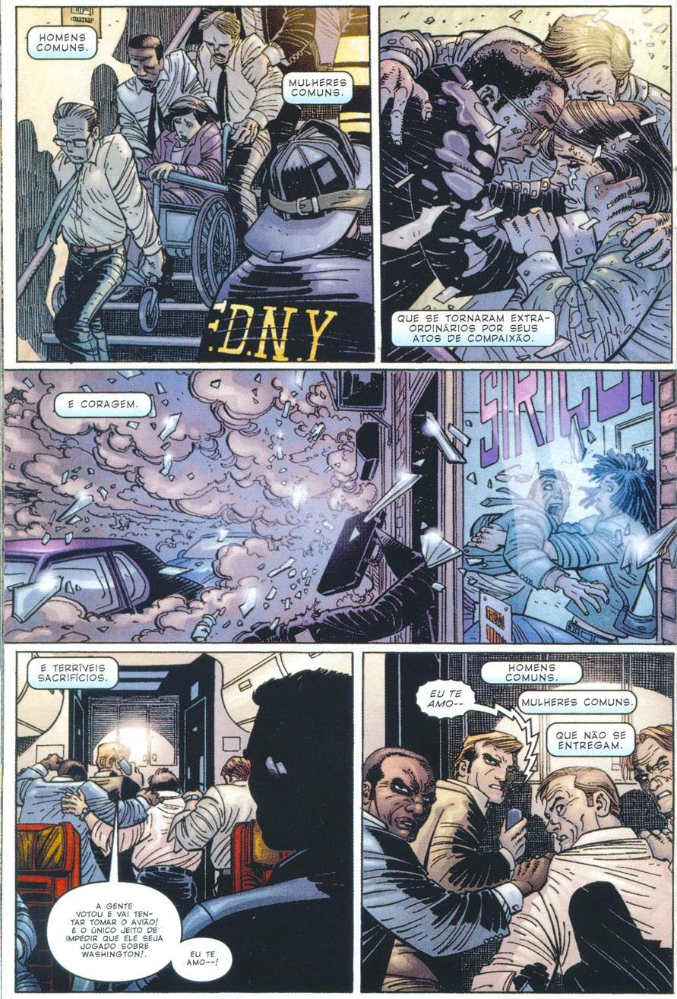 HOMENS
COMUNS.
MULHERES
COMUNS.
F.D.N.Y
QUE SE TORNARAM EXTRA-
ORDINÁRIOS POR SEUS
ATOS DE COMPAIXÃO.
E CORAGEM.
E TERRÍVEIS
SACRIFÍCIOS.
A GENTE
VOTOU E VAI TEN-
TAR TOMAR O AVIÃO!
É O ÚNICO JEITO DE
IMPEDIR QUE ELE SEJA
JOGADO SOBRE
WASHINGTON!.
EU TE
AMO--!
HOMENS
COMUNS.
EU TE
AMO--
MULHERES COMUNS.
QUE NÃO SE
ENTREGAM.